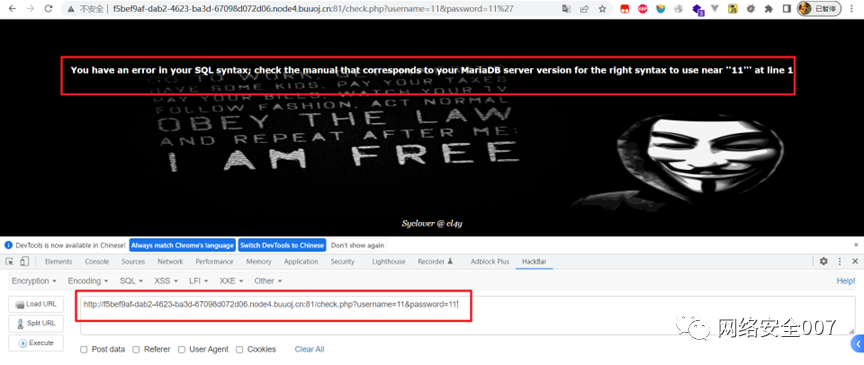 不安全 | f5bef9af-dab2-4623-ba3d-67098d072d06.node4.buuoj.cn:81/check.php?username=11&password=11%27
已暂停
You have an error in your SQL syntax; check the manual that corresponds to your MariaDB server version for the right syntax to use near ''11''' at line 1
GO TO WORK, GET
HAVE SOME KIDS, PAY YOUR TAXES
PAY YOUR BILLS, WATCH YOUR TV
FOLLOW FASHION, ACT NORMAL
OBEY THE LAW
AND REPEAT AFTER ME:
I AM FREE
Syclover @ cl4y
DevTools is now available in Chinese! Always match Chrome's language Switch DevTools to Chinese Don't show again
Elements Console Sources Network Performance Memory Application Security Lighthouse Recorder Adblock Plus HackBar
Encryption Encoding SQL XSS LFI XXE Other Help!
Load URL http://f5bef9af-dab2-4623-ba3d-67098d072d06.node4.buuoj.cn:81/check.php?username=11&password=11'
Split URL
Execute
Post data Referer User Agent Cookies Clear All
网络安全007